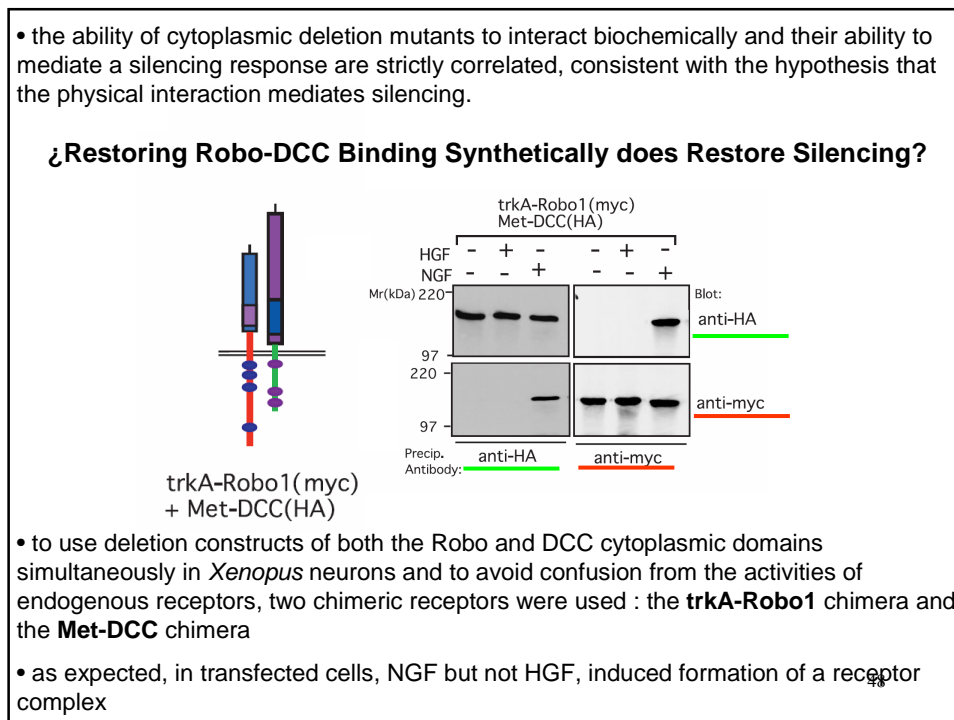 • the ability of cytoplasmic deletion mutants to interact biochemically and their ability to
mediate a silencing response are strictly correlated, consistent with the hypothesis that
the physical interaction mediates silencing.
¿Restoring Robo-DCC Binding Synthetically does Restore Silencing?
trkA-Robo1(myc)
Met-DCC(HA)
HGF - + - - + -
NGF - - + - - +
Mr(kDa) 220
Blot:
anti-HA
97
220
anti-myc
97
Precip. anti-HA anti-myc
Antibody:
trkA-Robo1(myc)
+ Met-DCC(HA)
• to use deletion constructs of both the Robo and DCC cytoplasmic domains
simultaneously in Xenopus neurons and to avoid confusion from the activities of
endogenous receptors, two chimeric receptors were used : the trkA-Robo1 chimera and
the Met-DCC chimera
• as expected, in transfected cells, NGF but not HGF, induced formation of a receptor
complex